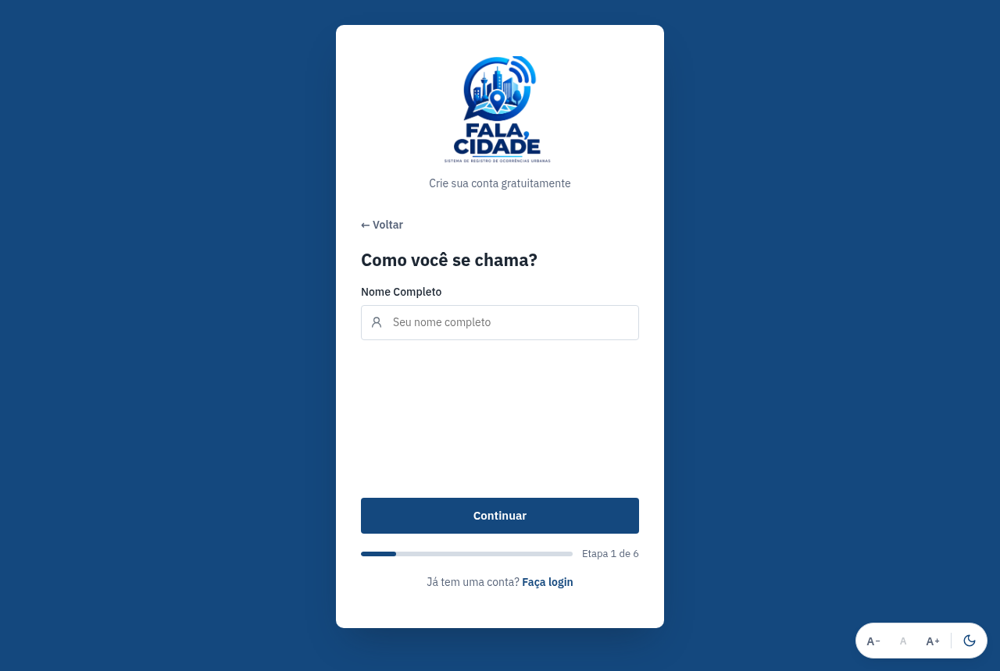 FALA,
CIDADE
SISTEMA DE REGISTRO DE OCORRÊNCIAS URBANAS
Crie sua conta gratuitamente
← Voltar
Como você se chama?
Nome Completo
Seu nome completo
Continuar
Etapa 1 de 6
Já tem uma conta? Faça login
A− A A+